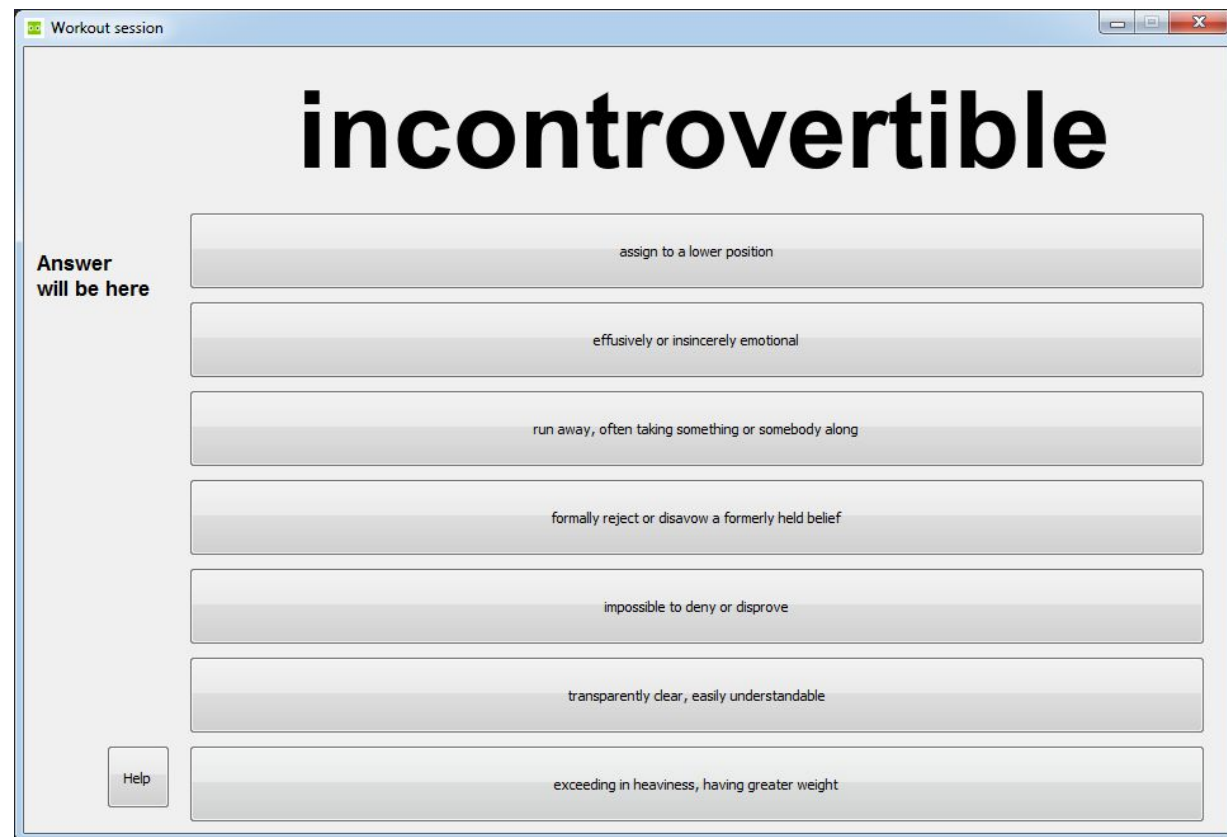 Workout session
incontrovertible
Answer
will be here
assign to a lower position
effusively or insincerely emotional
run away, often taking something or somebody along
formally reject or disavow a formerly held belief
impossible to deny or disprove
transparently clear, easily understandable
Help
exceeding in heaviness, having greater weight